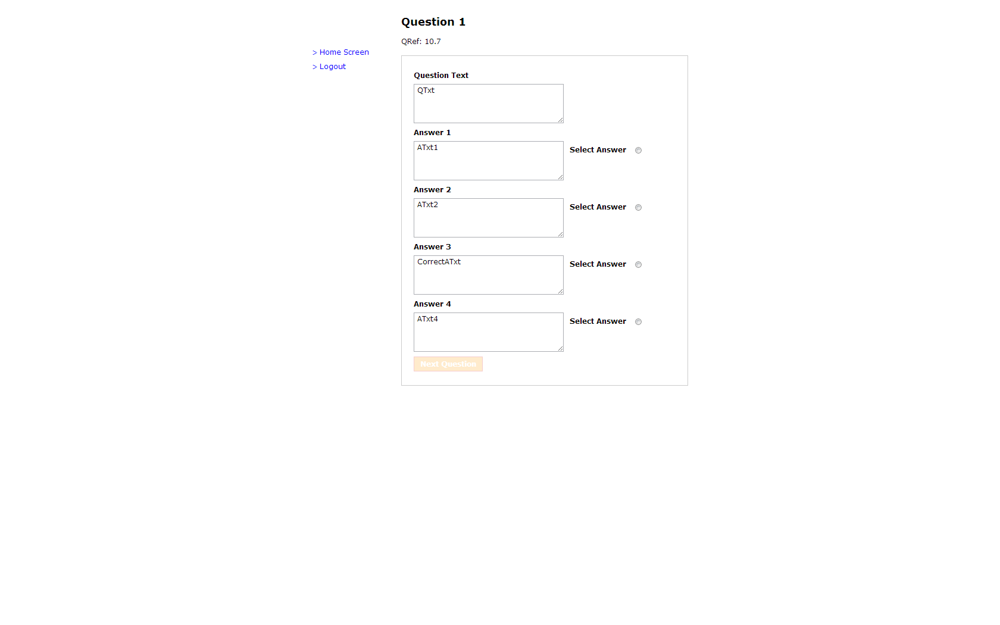 Question 1
QRef: 10.7
> Home Screen
> Logout
Question Text
QTxt
Answer 1
ATxt1
Select Answer
Answer 2
ATxt2
Select Answer
Answer 3
CorrectATxt
Select Answer
Answer 4
ATxt4
Select Answer
Next Question